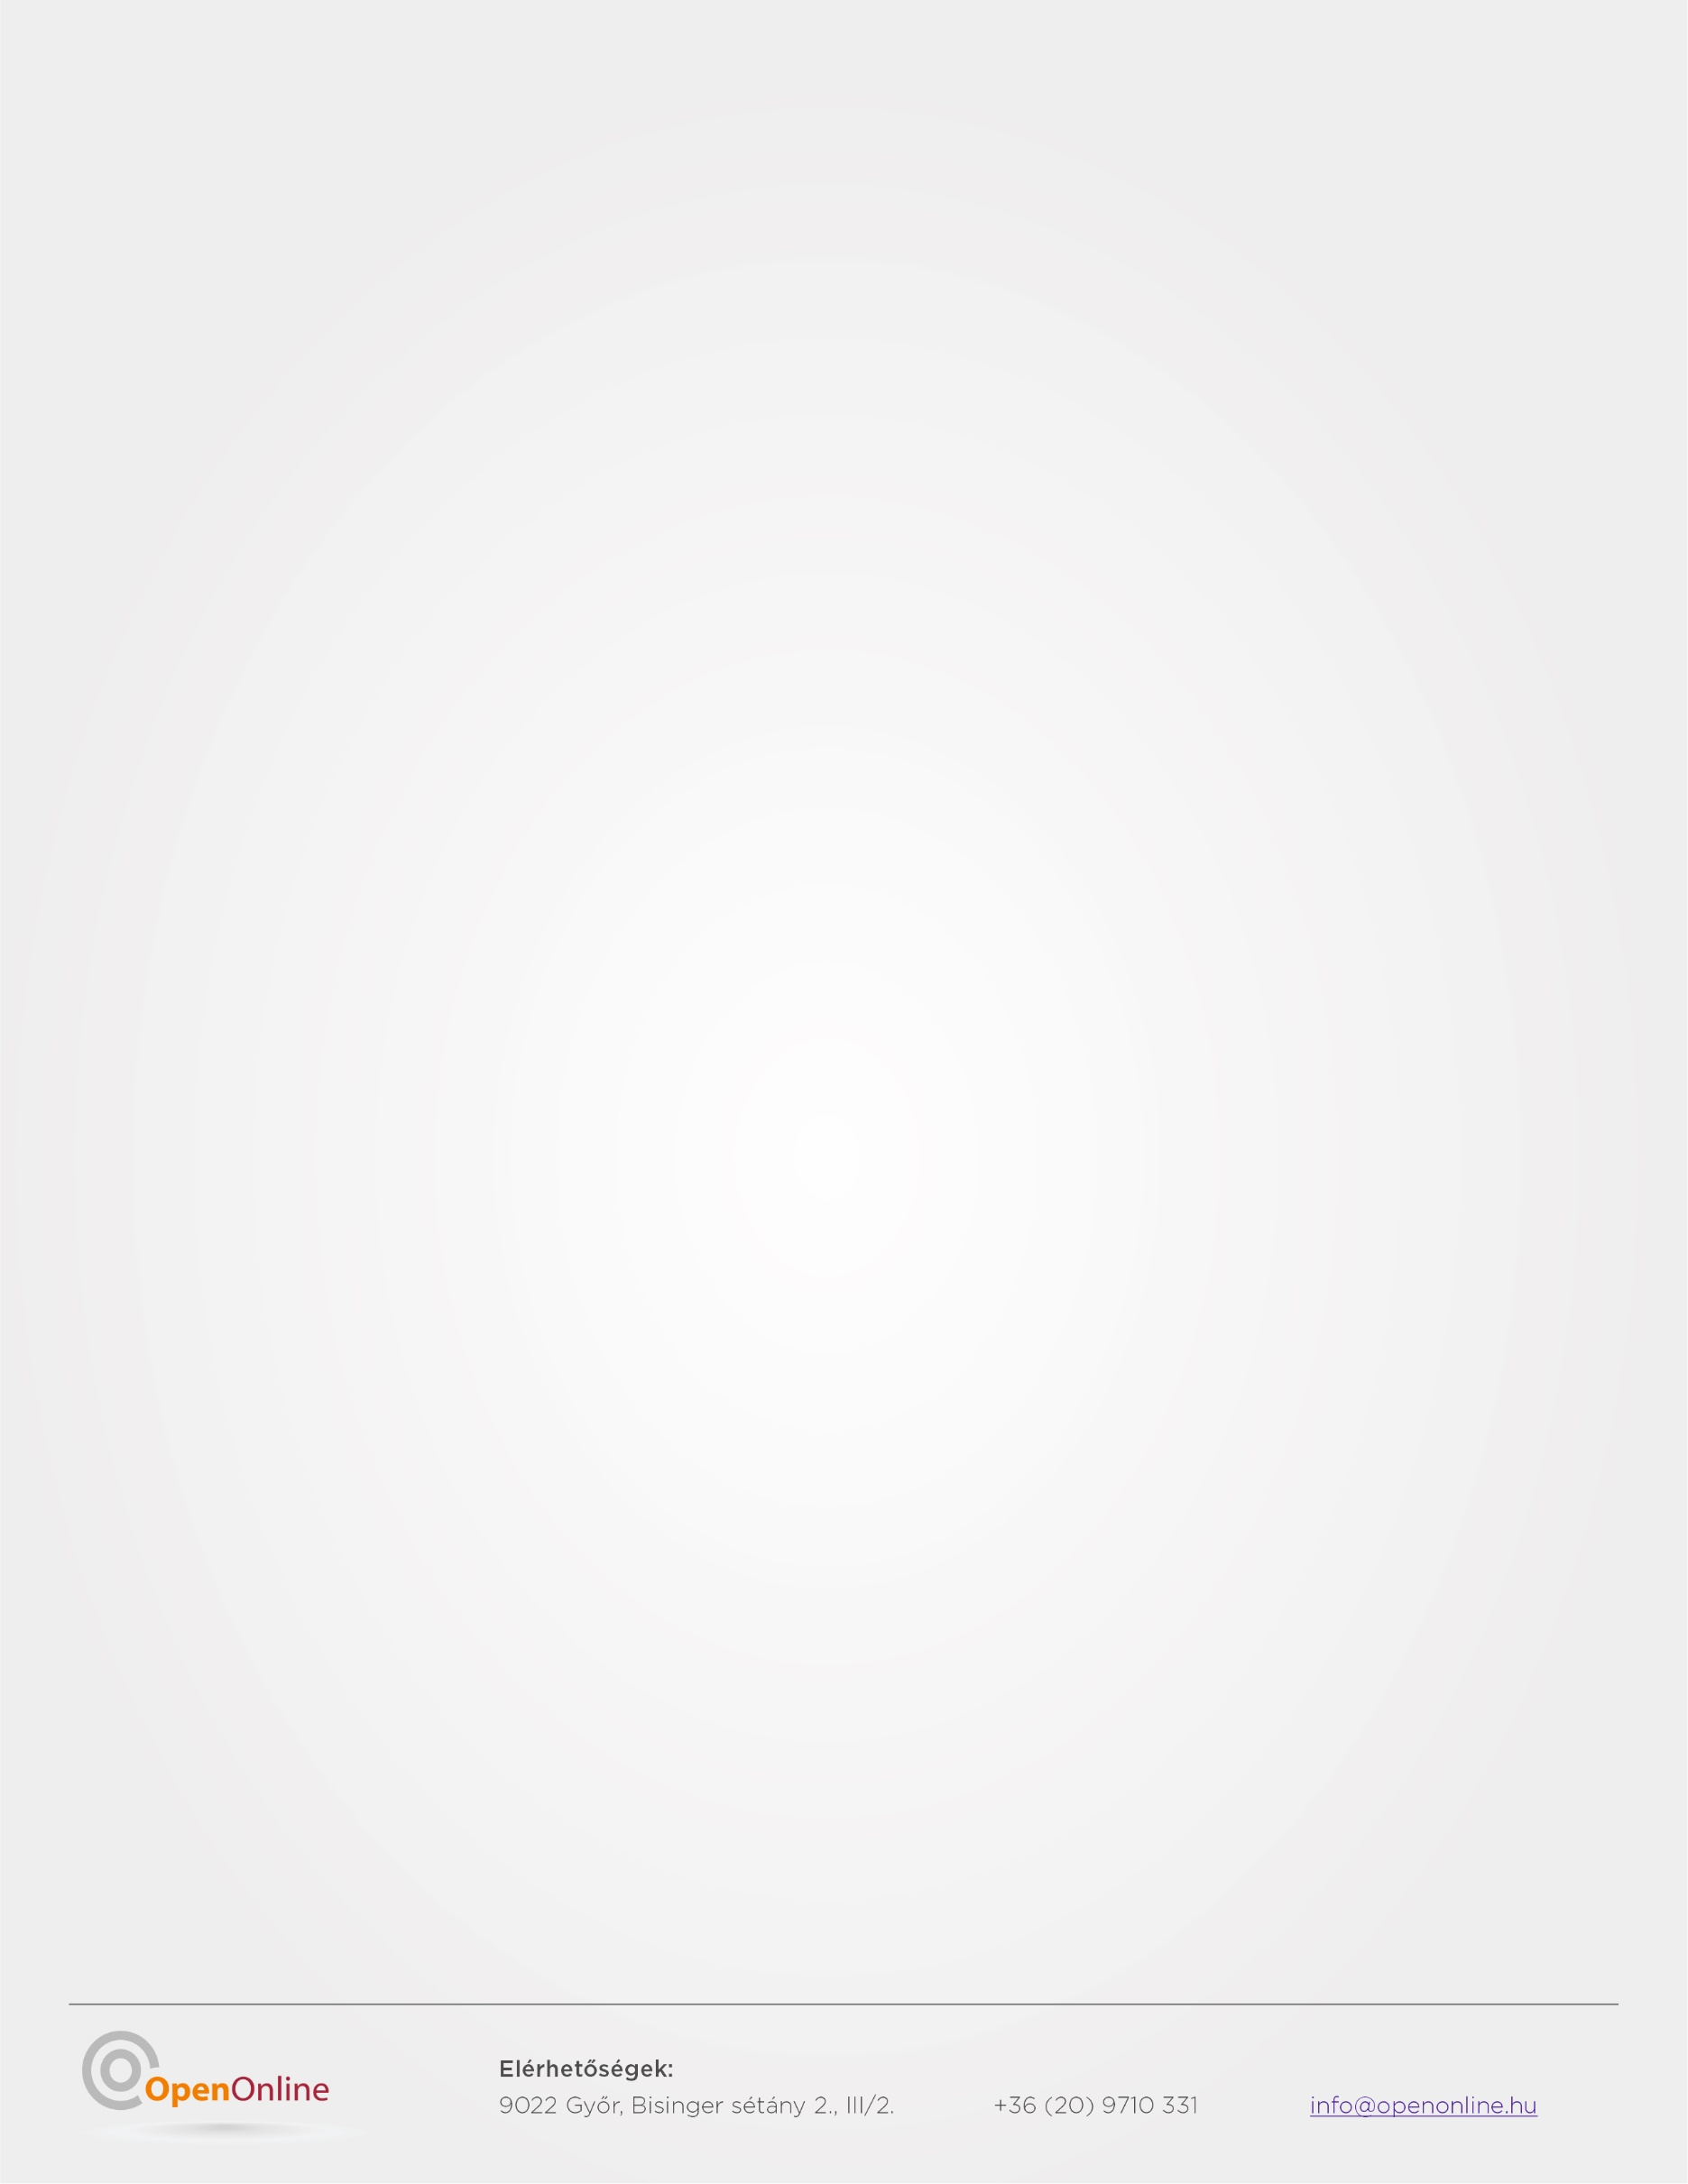 OpenOnline
Elérhetőségek:
9022 Győr, Bisinger sétány 2., III/2. +36 (20) 9710 331 info@openonline.hu